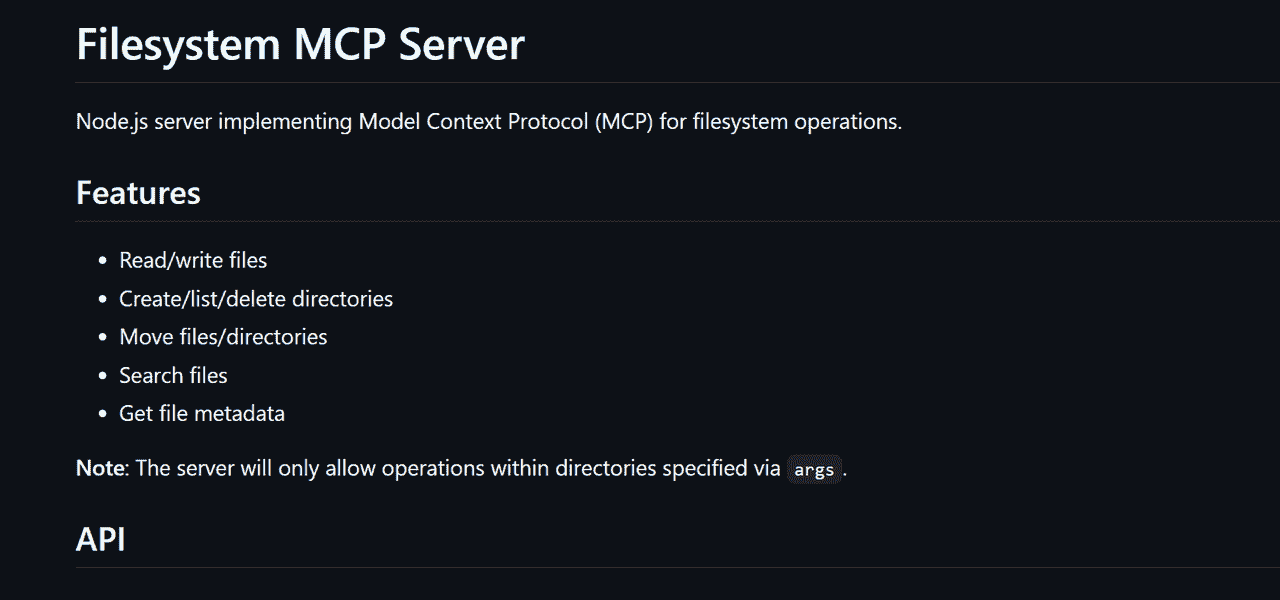 Filesystem MCP Server
Node.js server implementing Model Context Protocol (MCP) for filesystem operations.
Features
• Read/write files
• Create/list/delete directories
• Move files/directories
• Search files
• Get file metadata
Note: The server will only allow operations within directories specified via args.
API